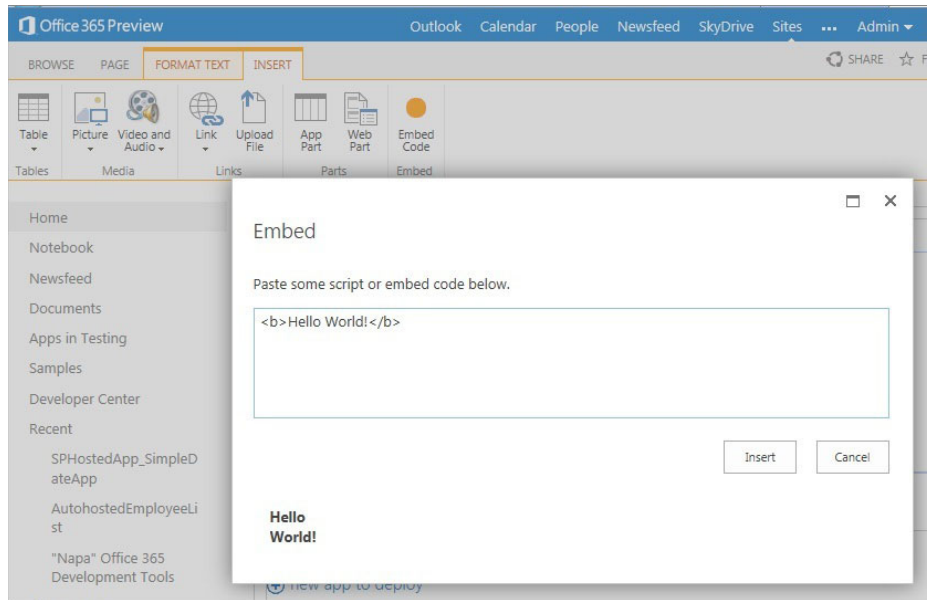 Office 365 Preview
Outlook Calendar People Newsfeed SkyDrive Sites ... Admin
BROWSE PAGE FORMAT TEXT INSERT
SHARE
Table Picture Video and Audio Link Upload File App Part Web Part Embed Code
Tables Media Links Parts Embed
Home
Notebook
Newsfeed
Documents
Apps in Testing
Samples
Developer Center
Recent
SPHostedApp_SimpleD
ateApp
AutohostedEmployeeLi
st
"Napa" Office 365
Development Tools
Embed
Paste some script or embed code below.
<b>Hello World!</b>
Insert Cancel
Hello
World!
new app to deploy